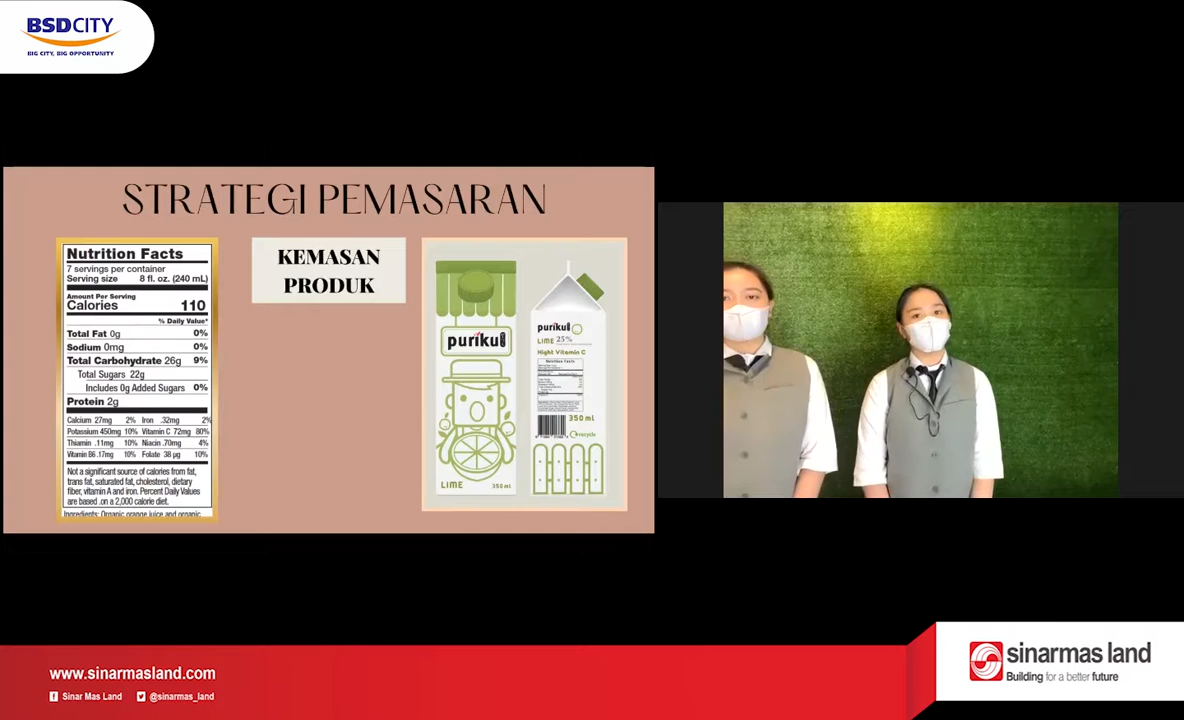 BSDCITY
BIG CITY, BIG OPPORTUNITY
STRATEGI PEMASARAN
Nutrition Facts
7 servings per container
Serving size 8 fl. oz. (240 mL)
Amount Per Serving
Calories 110
% Daily Value*
Total Fat 0g 0%
Sodium 0mg 0%
Total Carbohydrate 26g 9%
Total Sugars 22g
Includes 0g Added Sugars 0%
Protein 2g
Calcium 27mg 2% Iron .32mg 2%
Potassium 450mg 10% Vitamin C 72mg 80%
Thiamin .11mg 10% Niacin .70mg 4%
Vitamin B6 .17mg 10% Folate 38 µg 10%
Not a significant source of calories from fat,
trans fat, saturated fat, cholesterol, dietary
fiber, vitamin A and iron. Percent Daily Values
are based .on a 2,000 calorie diet.
Ingredients: Organic orange juice and organic
KEMASAN
PRODUK
purikul
LIME
350 ml
purikul
LIME 25%
Hight Vitamin C
Nutrition Facts
350 ml
recycle
www.sinarmasland.com
Sinar Mas Land @sinarmas_land
sinarmas land
Building for a better future